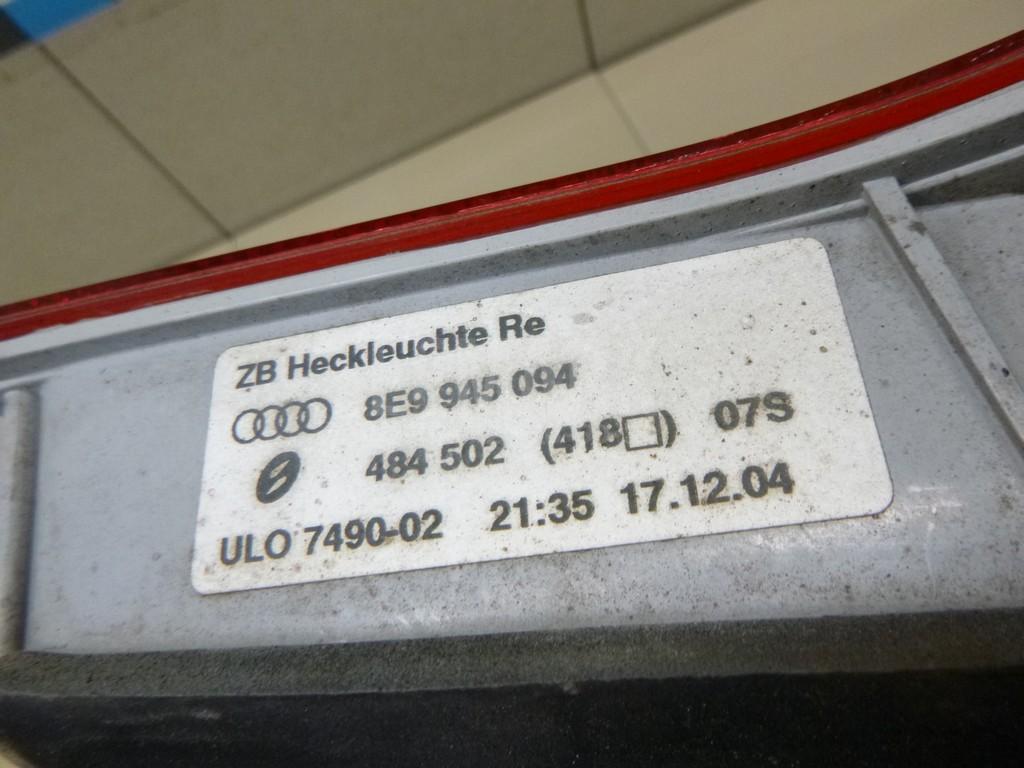 ZB Heckleuchte Re
8E9 945 094
484 502 (418□) 07S
ULO 7490-02 21:35 17.12.04